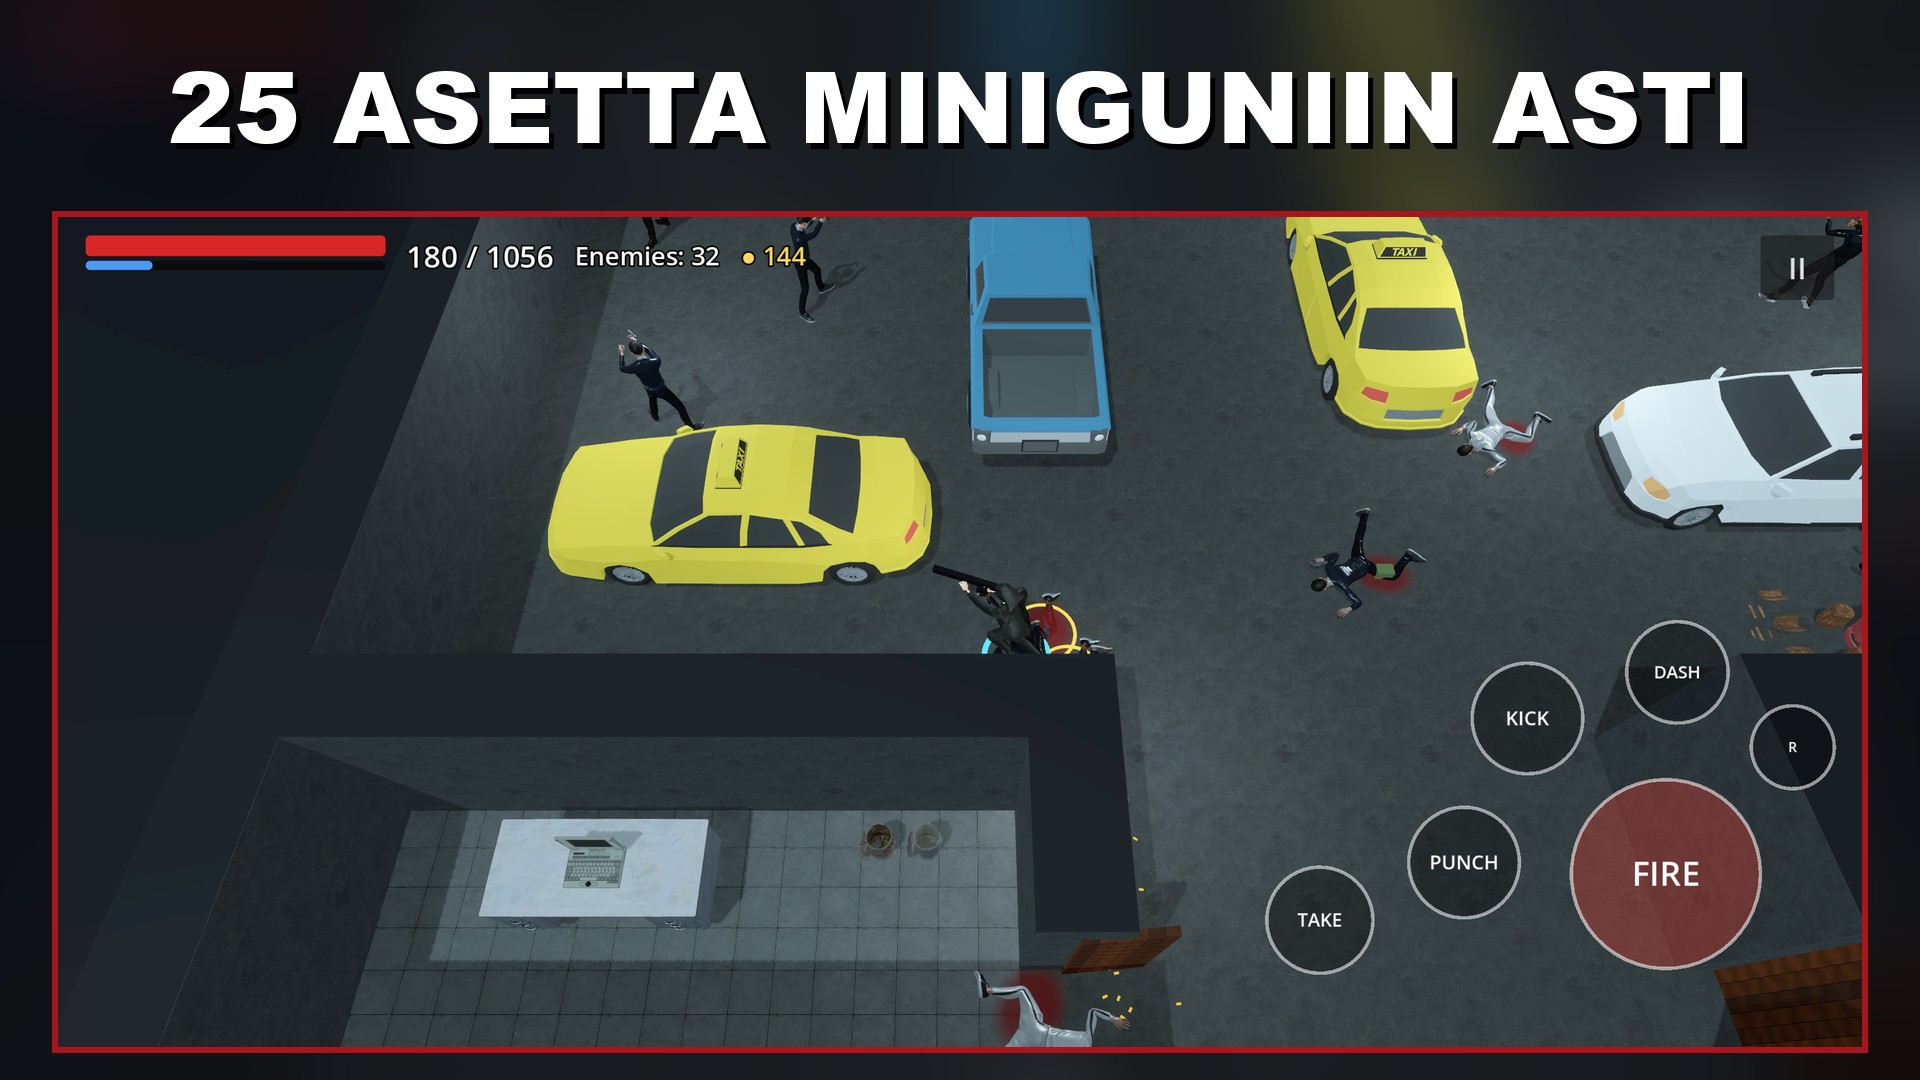 25 ASETTA MINIGUNIIN ASTI
180 / 1056 Enemies: 32 144
TAXI
TAXI
DASH
KICK
R
PUNCH
FIRE
TAKE